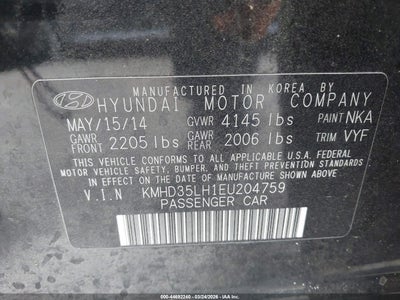 MANUFACTURED IN KOREA BY
HYUNDAI MOTOR COMPANY
MAY/15/14 GVWR 4145 lbs PAINT NKA
GAWR FRONT 2205 lbs GAWR REAR 2006 lbs TRIM VYF
THIS VEHICLE CONFORMS TO ALL APPLICABLE U.S. FEDERAL
MOTOR VEHICLE SAFETY, BUMPER, AND THEFT PREVENTION
STANDARDS IN EFFECT ON THE DATE OF MANUFACTURE SHOWN ABOVE.
V.I.N KMHD35LH1EU204759
PASSENGER CAR
000-44692240 - 03/24/2026 - IAA Inc.